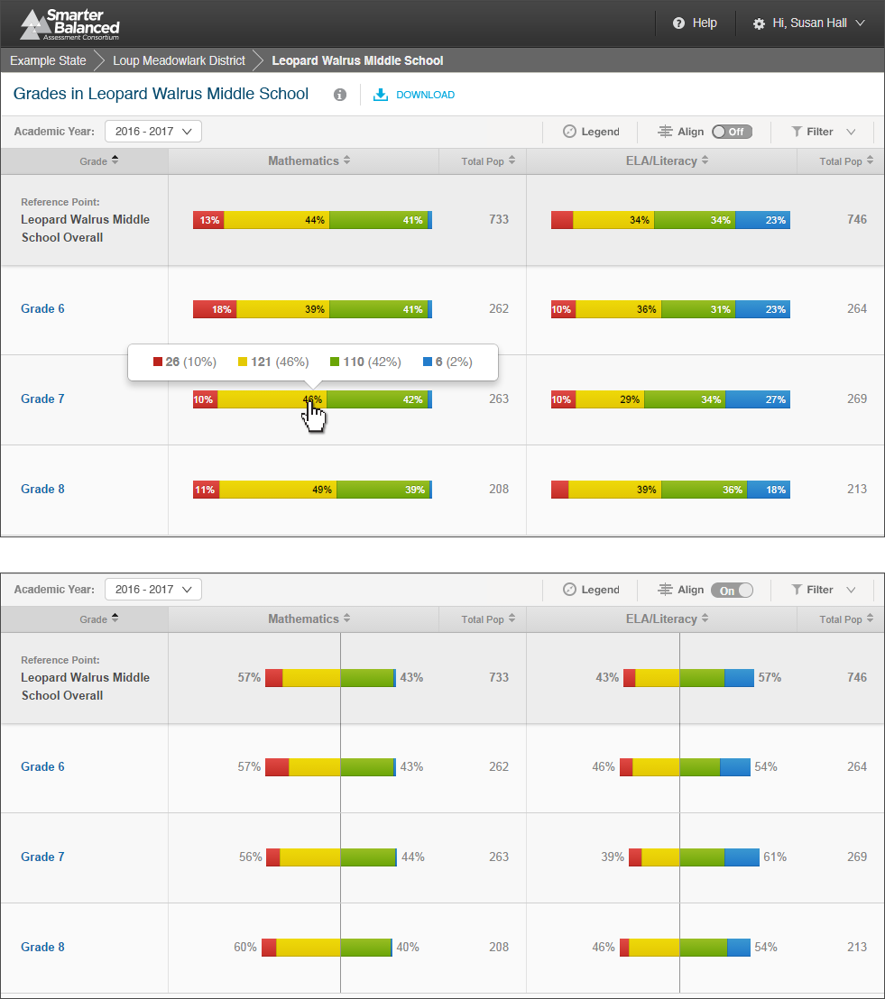 Smarter
Balanced
Assessment Consortium
Help
Hi, Susan Hall
Example State
Loup Meadowlark District
Leopard Walrus Middle School
Grades in Leopard Walrus Middle School
DOWNLOAD
Academic Year:
2016 - 2017
Legend
Align
Off
Filter
Grade
Mathematics
Total Pop
ELA/Literacy
Total Pop
Reference Point:
Leopard Walrus Middle
School Overall
13% 44% 41%
733
34% 34% 23%
746
Grade 6
18% 39% 41%
262
10% 36% 31% 23%
264
26 (10%) 121 (46%) 110 (42%) 6 (2%)
Grade 7
10% 46% 42%
263
10% 29% 34% 27%
269
Grade 8
11% 49% 39%
208
39% 36% 18%
213
Academic Year:
2016 - 2017
Legend
Align
On
Filter
Grade
Mathematics
Total Pop
ELA/Literacy
Total Pop
Reference Point:
Leopard Walrus Middle
School Overall
57% 43%
733
43% 57%
746
Grade 6
57% 43%
262
46% 54%
264
Grade 7
56% 44%
263
39% 61%
269
Grade 8
60% 40%
208
46% 54%
213